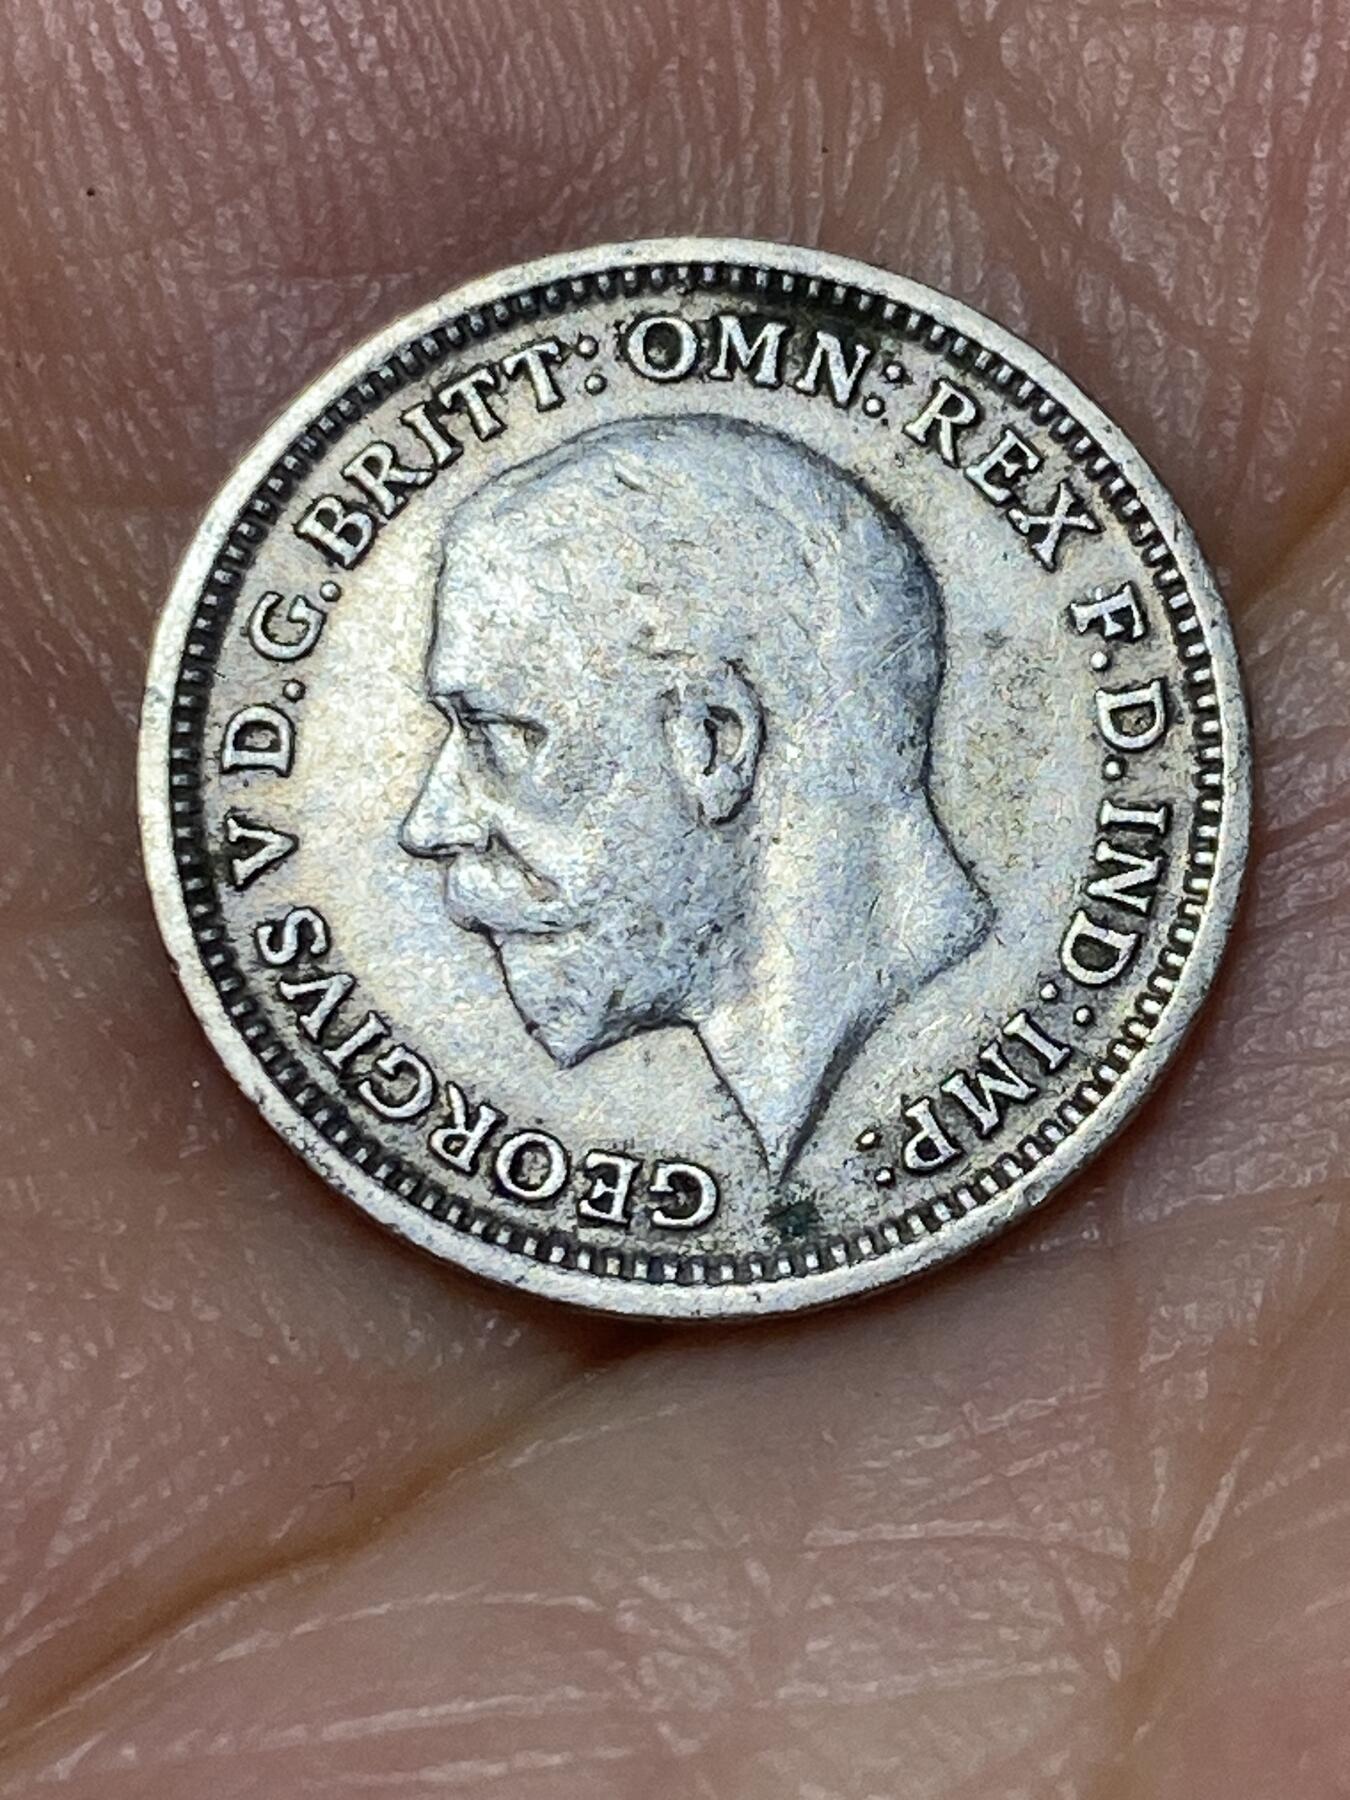 GEORGIVS V D.G.BRITT: OMN: REX F.D.IND:IMP: